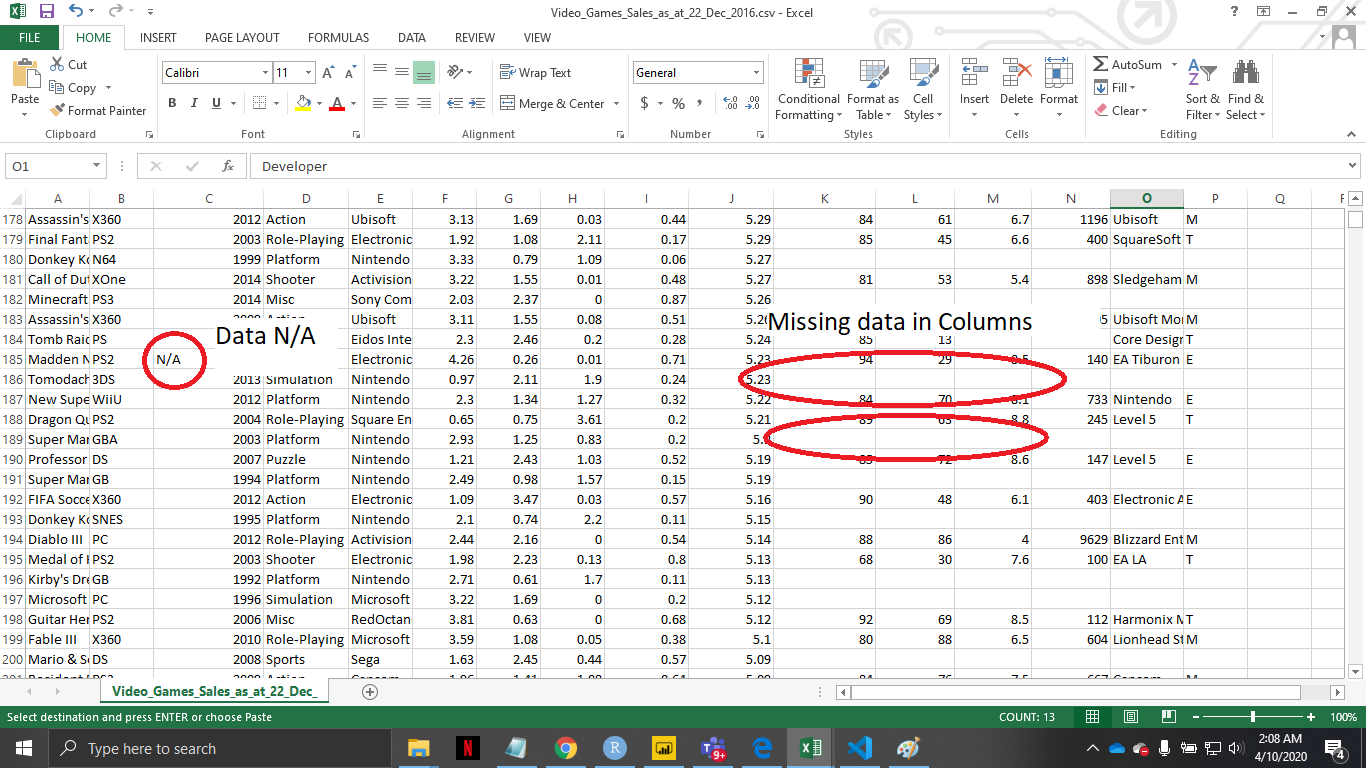 Video_Games_Sales_as_at_22_Dec_2016.csv - Excel
FILE HOME INSERT PAGE LAYOUT FORMULAS DATA REVIEW VIEW
Paste Cut Copy Format Painter Clipboard
Calibri 11 B I U Font
Wrap Text Merge & Center Alignment
General $ % , Number
Conditional Formatting Format as Table Cell Styles Styles
Insert Delete Format Cells
AutoSum Fill Clear Sort & Filter Find & Select Editing
O1 fx Developer
A B C D E F G H I J K L M N O P Q
178 Assassin's X360 2012 Action Ubisoft 3.13 1.69 0.03 0.44 5.29 84 61 6.7 1196 Ubisoft M
179 Final Fant PS2 2003 Role-Playing Electronic 1.92 1.08 2.11 0.17 5.29 85 45 6.6 400 SquareSoft T
180 Donkey Ko N64 1999 Platform Nintendo 3.33 0.79 1.09 0.06 5.27
181 Call of Dut XOne 2014 Shooter Activision 3.22 1.55 0.01 0.48 5.27 81 53 5.4 898 Sledgeham M
182 Minecraft PS3 2014 Misc Sony Com 2.03 2.37 0 0.87 5.26
183 Assassin's X360 Ubisoft 3.11 1.55 0.08 0.51 5.26 Ubisoft Mon M
Data N/A Missing data in Columns
184 Tomb Raid PS Eidos Inte 2.3 2.46 0.2 0.28 5.24 85 13 Core Design T
185 Madden N PS2 N/A Electronic 4.26 0.26 0.01 0.71 5.23 94 29 8.5 140 EA Tiburon E
186 Tomodach 3DS 2013 Simulation Nintendo 0.97 2.11 1.9 0.24 5.23
187 New Supe WiiU 2012 Platform Nintendo 2.3 1.34 1.27 0.32 5.22 84 70 8.1 733 Nintendo E
188 Dragon Qu PS2 2004 Role-Playing Square En 0.65 0.75 3.61 0.2 5.21 89 63 8.8 245 Level 5 T
189 Super Mar GBA 2003 Platform Nintendo 2.93 1.25 0.83 0.2
190 Professor DS 2007 Puzzle Nintendo 1.21 2.43 1.03 0.52 5.19 85 72 8.6 147 Level 5 E
191 Super Mar GB 1994 Platform Nintendo 2.49 0.98 1.57 0.15 5.19
192 FIFA Socce X360 2012 Action Electronic 1.09 3.47 0.03 0.57 5.16 90 48 6.1 403 Electronic A E
193 Donkey Ko SNES 1995 Platform Nintendo 2.1 0.74 2.2 0.11 5.15
194 Diablo III PC 2012 Role-Playing Activision 2.44 2.16 0 0.54 5.14 88 86 4 9629 Blizzard Ent M
195 Medal of H PS2 2003 Shooter Electronic 1.98 2.23 0.13 0.8 5.13 68 30 7.6 100 EA LA T
196 Kirby's Dre GB 1992 Platform Nintendo 2.71 0.61 1.7 0.11 5.13
197 Microsoft PC 1996 Simulation Microsoft 3.22 1.69 0 0.2 5.12
198 Guitar Her PS2 2006 Misc RedOctan 3.81 0.63 0 0.68 5.12 92 69 8.5 112 Harmonix M T
199 Fable III X360 2010 Role-Playing Microsoft 3.59 1.08 0.05 0.38 5.1 80 88 6.5 604 Lionhead St M
200 Mario & So DS 2008 Sports Sega 1.63 2.45 0.44 0.57 5.09
Video_Games_Sales_as_at_22_Dec_
Select destination and press ENTER or choose Paste COUNT: 13 100%
Type here to search 9+ 2:08 AM
4/10/2020 4